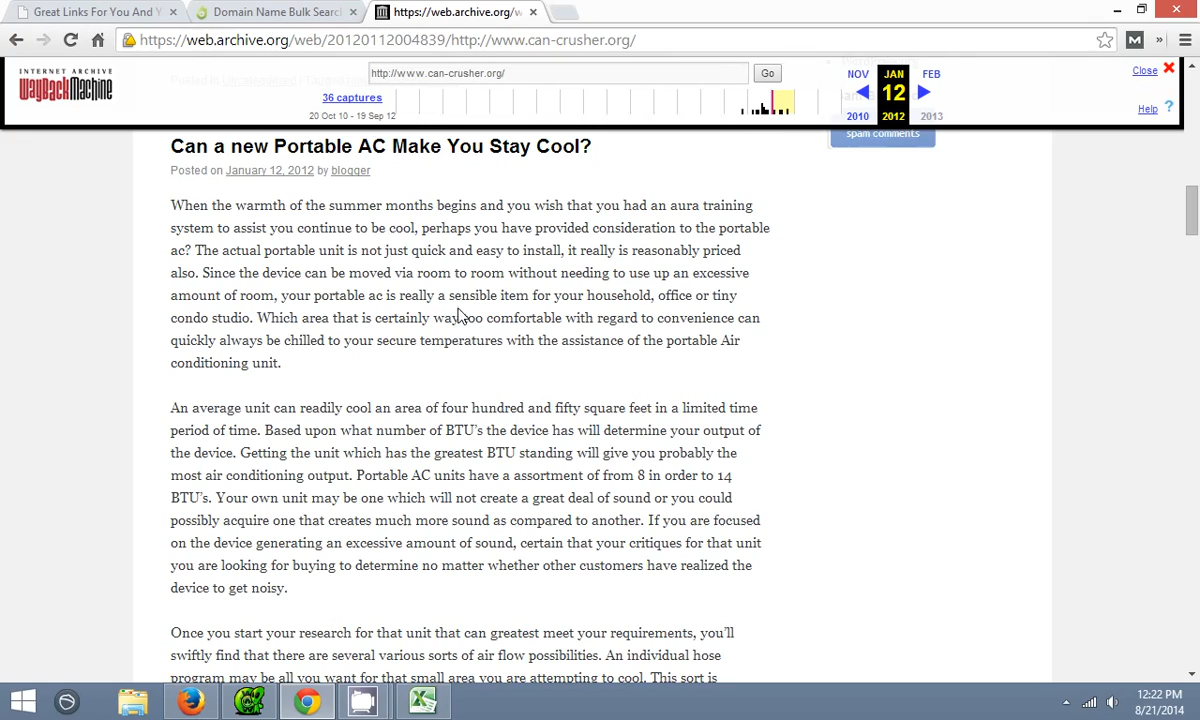 Great Links For You And Y
Domain Name Bulk Searc
https://web.archive.org/w
https://web.archive.org/web/20120112004839/http://www.can-crusher.org/
INTERNET ARCHIVE
WayBackMachine
http://www.can-crusher.org/
Go
36 captures
20 Oct 10 - 19 Sep 12
NOV
JAN
FEB
12
2010
2012
2013
Close
Help
?
spam comments
Can a new Portable AC Make You Stay Cool?
Posted on January 12, 2012 by blogger
When the warmth of the summer months begins and you wish that you had an aura training
system to assist you continue to be cool, perhaps you have provided consideration to the portable
ac? The actual portable unit is not just quick and easy to install, it really is reasonably priced
also. Since the device can be moved via room to room without needing to use up an excessive
amount of room, your portable ac is really a sensible item for your household, office or tiny
condo studio. Which area that is certainly way too comfortable with regard to convenience can
quickly always be chilled to your secure temperatures with the assistance of the portable Air
conditioning unit.
An average unit can readily cool an area of four hundred and fifty square feet in a limited time
period of time. Based upon what number of BTU's the device has will determine your output of
the device. Getting the unit which has the greatest BTU standing will give you probably the
most air conditioning output. Portable AC units have a assortment of from 8 in order to 14
BTU's. Your own unit may be one which will not create a great deal of sound or you could
possibly acquire one that creates much more sound as compared to another. If you are focused
on the device generating an excessive amount of sound, certain that your critiques for that unit
you are looking for buying to determine no matter whether other customers have realized the
device to get noisy.
Once you start your research for that unit that can greatest meet your requirements, you'll
swiftly find that there are several various sorts of air flow possibilities. An individual hose
program may be all you want for that small area you are attempting to cool. This sort is
12:22 PM
8/21/2014